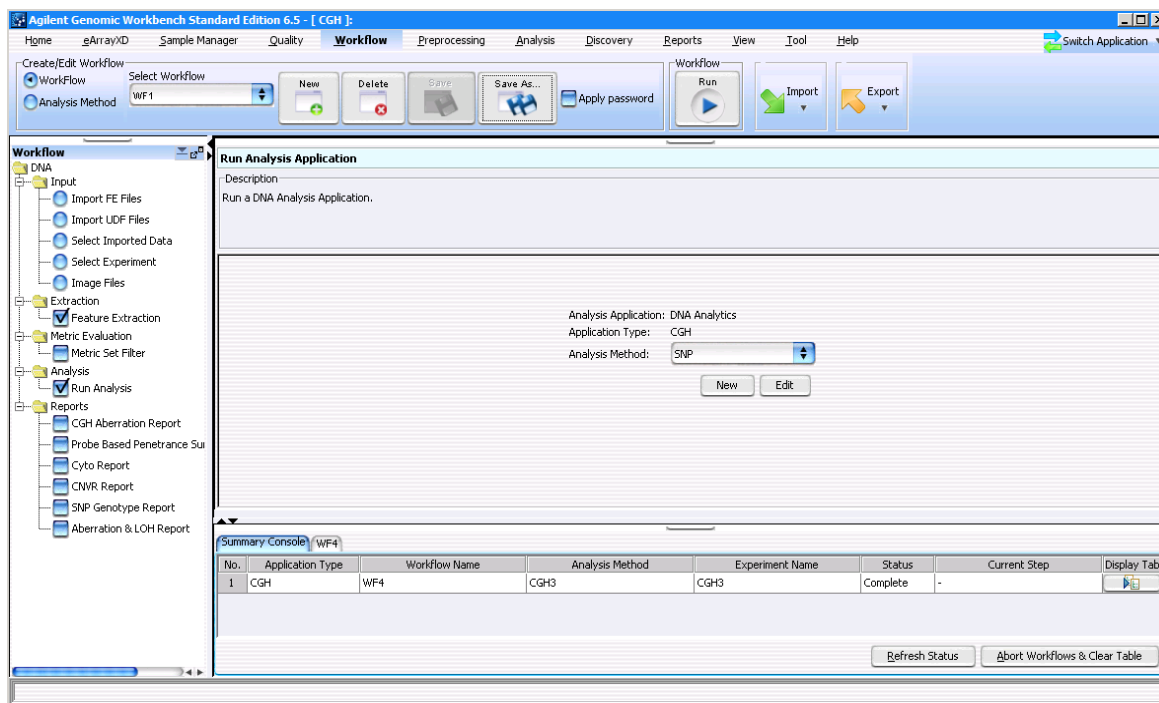 Agilent Genomic Workbench Standard Edition 6.5 - [ CGH ]:
Home eArrayXD Sample Manager Quality Workflow Preprocessing Analysis Discovery Reports View Tool Help Switch Application
Create/Edit Workflow
WorkFlow
Analysis Method
Select Workflow
WF1
New
Delete
Save
Save As...
Apply password
Workflow
Run
Import
Export
Workflow
DNA
Input
Import FE Files
Import UDF Files
Select Imported Data
Select Experiment
Image Files
Extraction
Feature Extraction
Metric Evaluation
Metric Set Filter
Analysis
Run Analysis
Reports
CGH Aberration Report
Probe Based Penetrance Su
Cyto Report
CNVR Report
SNP Genotype Report
Aberration & LOH Report
Run Analysis Application
Description
Run a DNA Analysis Application.
Analysis Application: DNA Analytics
Application Type: CGH
Analysis Method: SNP
New Edit
Summary Console WF4
No. Application Type Workflow Name Analysis Method Experiment Name Status Current Step Display Tab
1 CGH WF4 CGH3 CGH3 Complete -
Refresh Status Abort Workflows & Clear Table